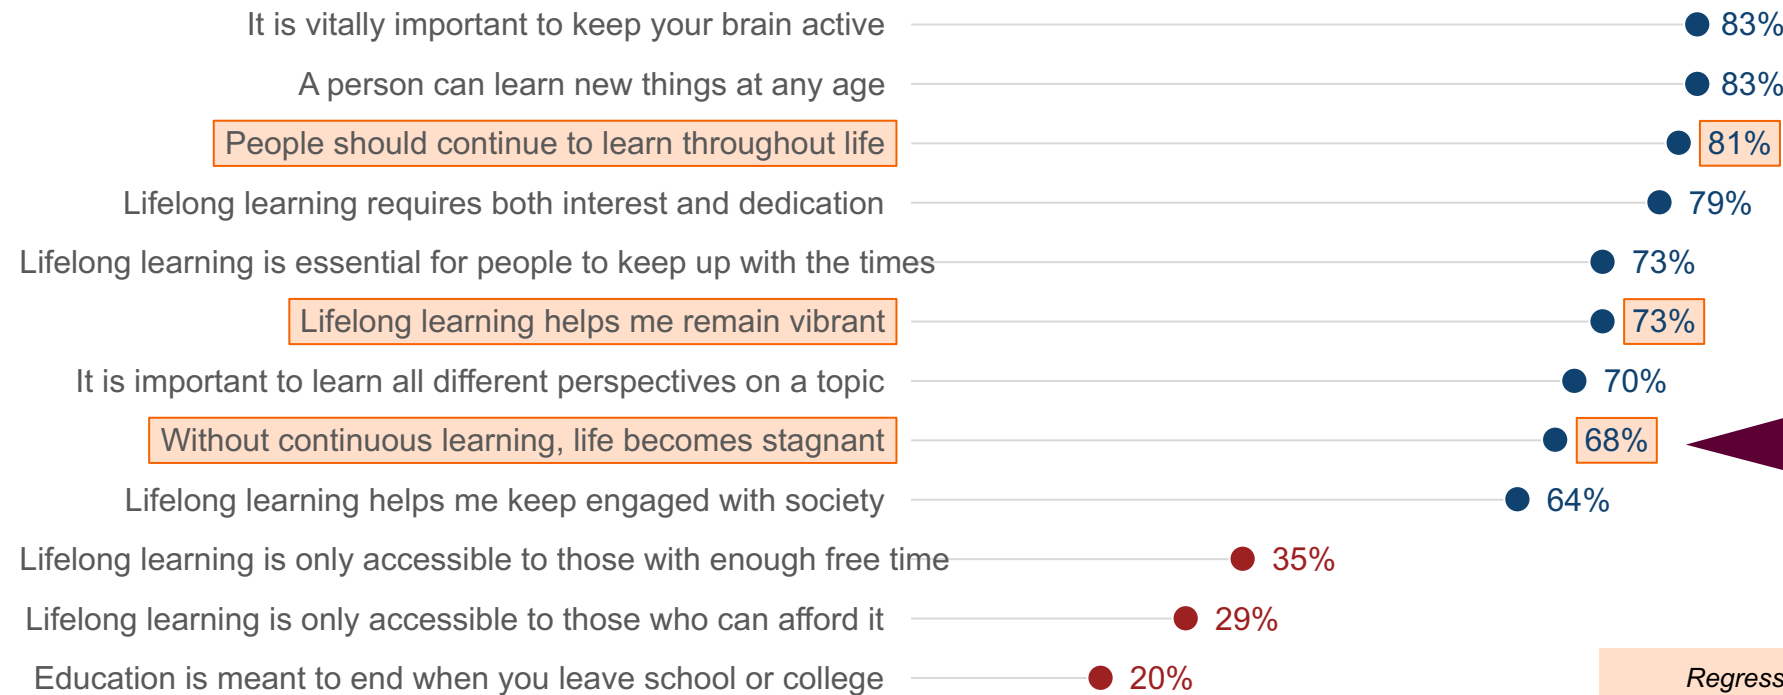 It is vitally important to keep your brain active 83%
A person can learn new things at any age 83%
People should continue to learn throughout life 81%
Lifelong learning requires both interest and dedication 79%
Lifelong learning is essential for people to keep up with the times 73%
Lifelong learning helps me remain vibrant 73%
It is important to learn all different perspectives on a topic 70%
Without continuous learning, life becomes stagnant 68%
Lifelong learning helps me keep engaged with society 64%
Lifelong learning is only accessible to those with enough free time 35%
Lifelong learning is only accessible to those who can afford it 29%
Education is meant to end when you leave school or college 20%